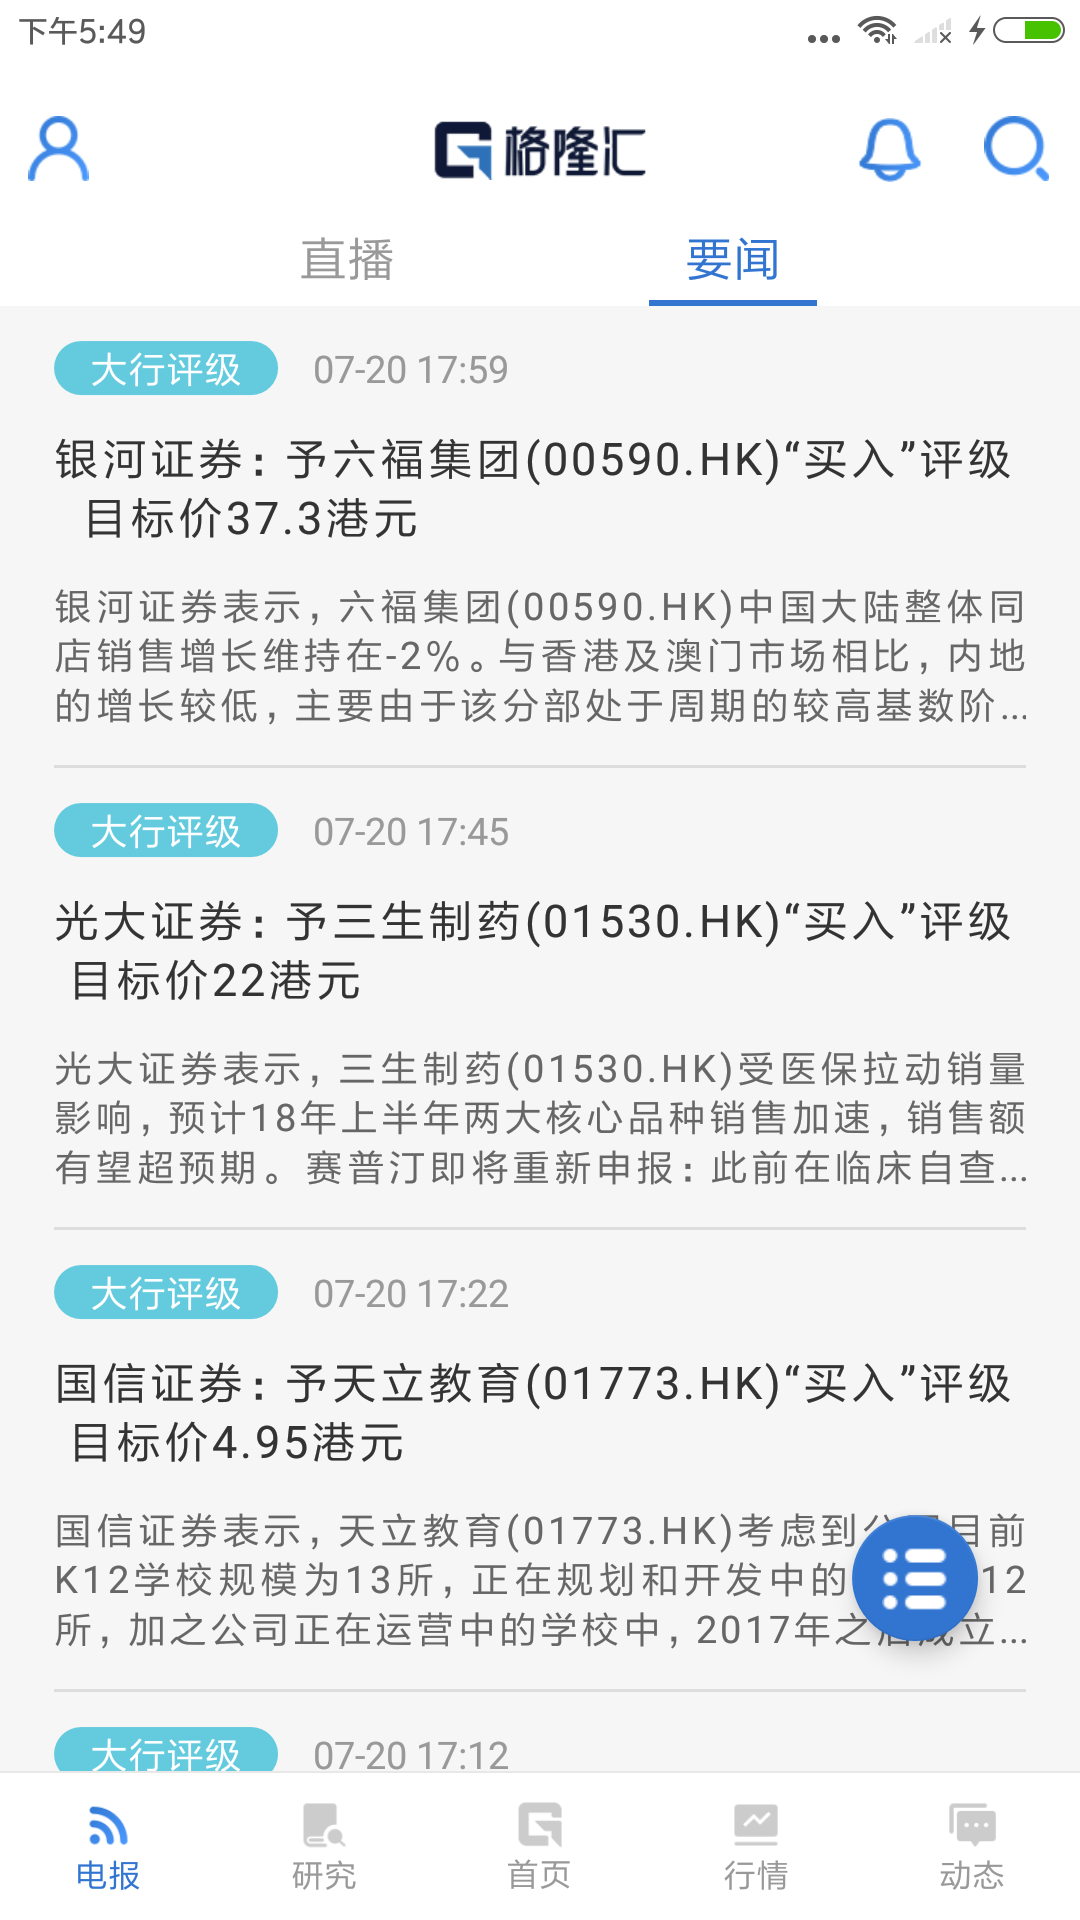 下午5:49
格隆汇
直播
要闻
大行评级 07-20 17:59
银河证券：予六福集团(00590.HK)“买入”评级
目标价37.3港元
银河证券表示，六福集团(00590.HK)中国大陆整体同
店销售增长维持在-2%。与香港及澳门市场相比，内地
的增长较低，主要由于该分部处于周期的较高基数阶...
大行评级 07-20 17:45
光大证券：予三生制药(01530.HK)“买入”评级
目标价22港元
光大证券表示，三生制药(01530.HK)受医保拉动销量
影响，预计18年上半年两大核心品种销售加速，销售额
有望超预期。赛普汀即将重新申报：此前在临床自查...
大行评级 07-20 17:22
国信证券：予天立教育(01773.HK)“买入”评级
目标价4.95港元
国信证券表示，天立教育(01773.HK)考虑到公司目前
K12学校规模为13所，正在规划和开发中的 12
所，加之公司正在运营中的学校中，2017年之后成立...
大行评级 07-20 17:12
电报
研究
首页
行情
动态